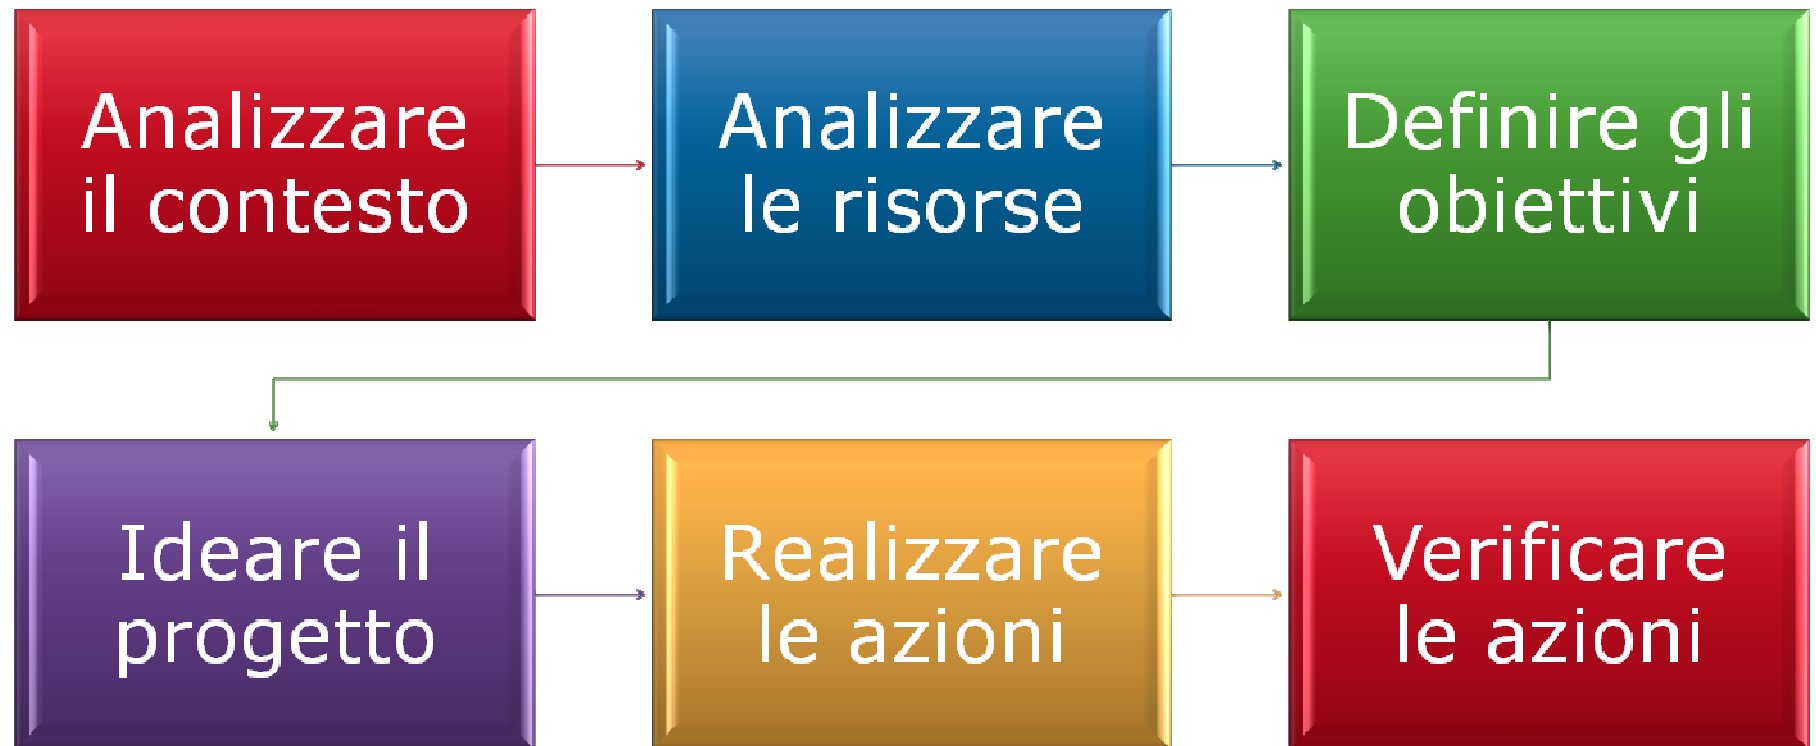 Analizzare
il contesto
Analizzare
le risorse
Definire gli
obiettivi
Ideare il
progetto
Realizzare
le azioni
Verificare
le azioni